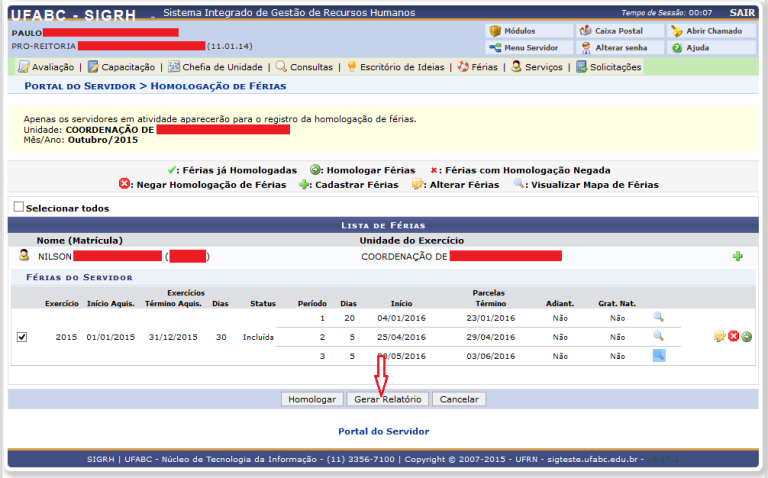 UFABC - SIGRH - Sistema Integrado de Gestão de Recursos Humanos Tempo de Sessão: 00:07 SAIR
PAULO Módulos Caixa Postal Abrir Chamado
PRO-REITORIA (11.01.14) Menu Servidor Alterar senha Ajuda
Avaliação | Capacitação | Chefia de Unidade | Consultas | Escritório de Ideias | Férias | Serviços | Solicitações
Portal do Servidor > Homologação de Férias
Apenas os servidores em atividade aparecerão para o registro da homologação de férias.
Unidade: COORDENAÇÃO DE
Mês/Ano: Outubro/2015
: Férias já Homologadas : Homologar Férias : Férias com Homologação Negada
: Negar Homologação de Férias : Cadastrar Férias : Alterar Férias : Visualizar Mapa de Férias
Selecionar todos
Lista de Férias
Nome (Matrícula) Unidade do Exercício
NILSON ( ) COORDENAÇÃO DE
Férias do Servidor
Exercícios Parcelas
Exercício Início Aquis. Término Aquis. Dias Status Período Dias Início Término Adiant. Grat. Nat.
1 20 04/01/2016 23/01/2016 Não Não
2015 01/01/2015 31/12/2015 30 Incluída 2 5 25/04/2016 29/04/2016 Não Não
3 5 /05/2016 03/06/2016 Não Não
Homologar Gerar Relatório Cancelar
Portal do Servidor
SIGRH | UFABC - Núcleo de Tecnologia da Informação - (11) 3356-7100 | Copyright © 2007-2015 - UFRN - sigteste.ufabc.edu.br -